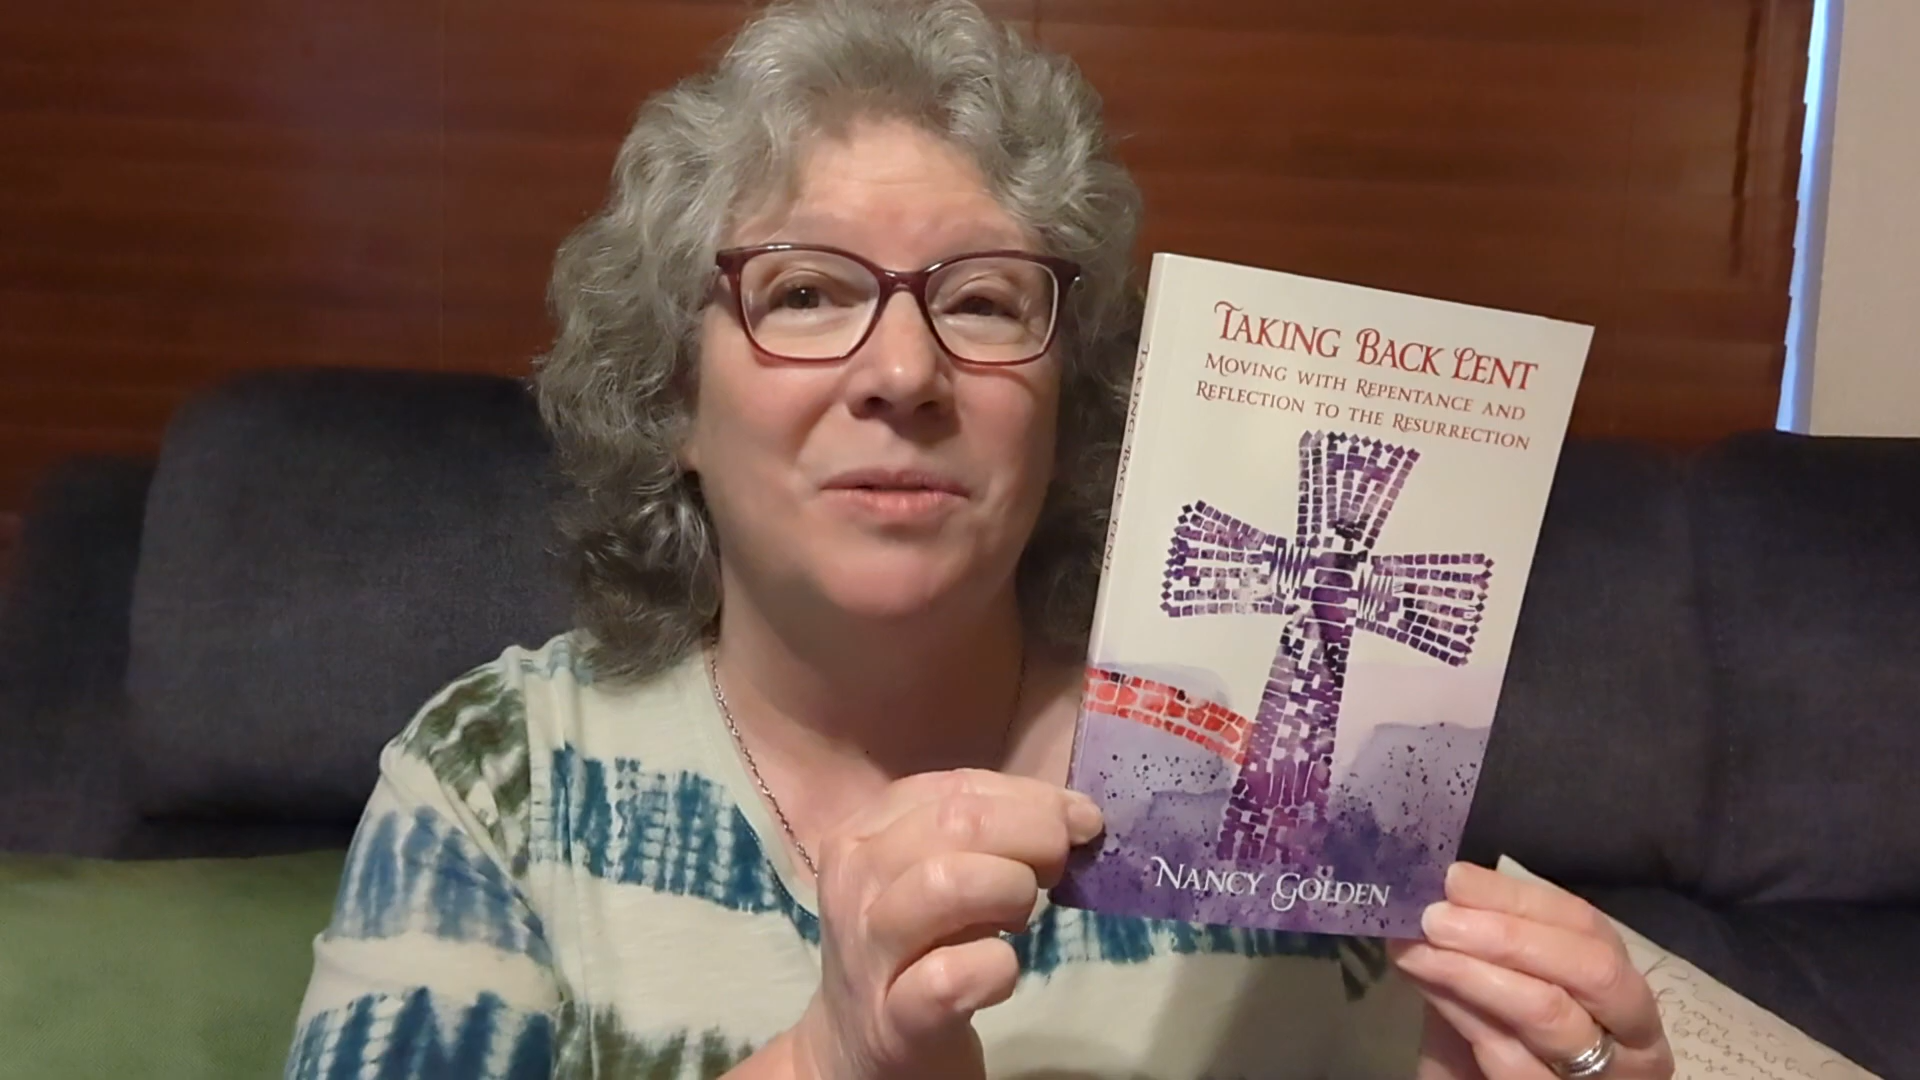 TAKING BACK LENT
MOVING WITH REPENTANCE AND
REFLECTION TO THE RESURRECTION
NANCY GOLDEN
TAKING BACK LENT